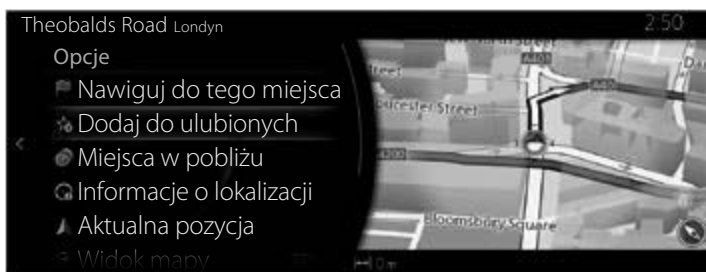 Theobalds Road Londyn 2:50
Opcje
Nawiguj do tego miejsca
Dodaj do ulubionych
Miejsca w pobliżu
Informacje o lokalizacji
Aktualna pozycja
Widok mapy
Street
Bloomsbury Square